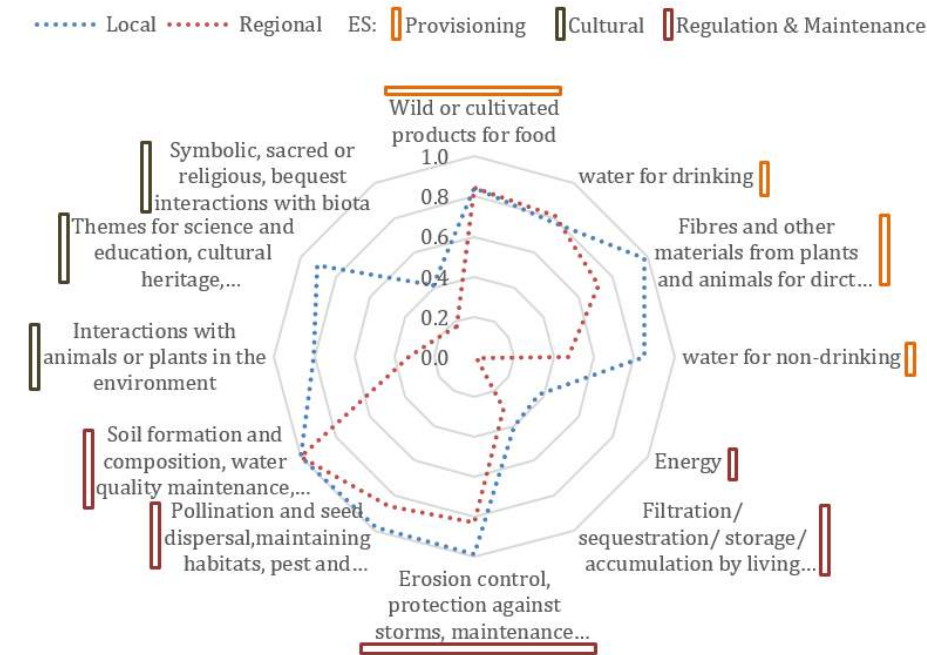 Local Regional ES: Provisioning Cultural Regulation & Maintenance
Wild or cultivated
products for food
water for drinking
Fibres and other
materials from plants
and animals for dirct...
water for non-drinking
Energy
Filtration/
sequestration/ storage/
accumulation by living...
Erosion control,
protection against
storms, maintenance...
Pollination and seed
dispersal,maintaining
habitats, pest and...
Soil formation and
composition, water
quality maintenance,...
Interactions with
animals or plants in the
environment
Themes for science and
education, cultural
heritage,...
Symbolic, sacred or
religious, bequest
interactions with biota
1.0
0.8
0.6
0.4
0.2
0.0